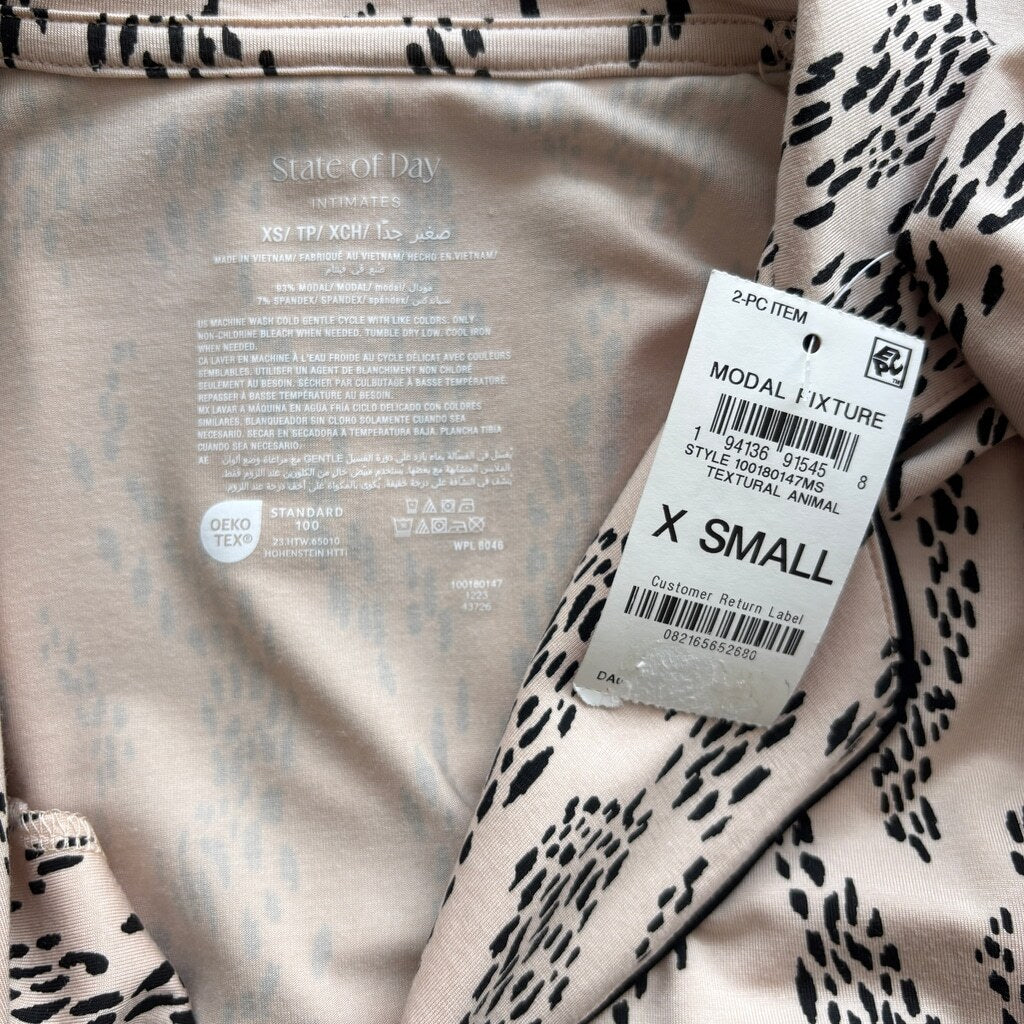 State of Day
INTIMATES
XS/ TP/ XCH/ صغير جدًا
MADE IN VIETNAM/ FABRIQUÉ AU VIETNAM/ HECHO EN VIETNAM/
صنع في فيتنام
93% MODAL/ MODAL/ modal/ مودال
7% SPANDEX/ SPANDEX/ spandex/ سباندكس
US MACHINE WASH COLD GENTLE CYCLE WITH LIKE COLORS. ONLY
NON-CHLORINE BLEACH WHEN NEEDED. TUMBLE DRY LOW. COOL IRON
WHEN NEEDED.
CA LAVER EN MACHINE À L'EAU FROIDE AU CYCLE DÉLICAT AVEC COULEURS
SEMBLABLES. UTILISER UN AGENT DE BLANCHIMENT NON CHLORÉ
SEULEMENT AU BESOIN. SÉCHER PAR CULBUTAGE À BASSE TEMPÉRATURE.
REPASSER À BASSE TEMPÉRATURE AU BESOIN.
MX LAVAR A MÁQUINA EN AGUA FRÍA CICLO DELICADO CON COLORES
SIMILARES. BLANQUEADOR SIN CLORO SOLAMENTE CUANDO SEA
NECESARIO. SECAR EN SECADORA A TEMPERATURA BAJA. PLANCHA TIBIA
CUANDO SEA NECESARIO.
AE
OEKO
TEX®
STANDARD
100
23.HTW.65010
HOHENSTEIN HTTI
WPL 8046
100180147
1223
43726
2-PC ITEM
MODAL FIXTURE
1 94136 91545 8
STYLE 100180147MS
TEXTURAL ANIMAL
X SMALL
Customer Return Label
082165652680